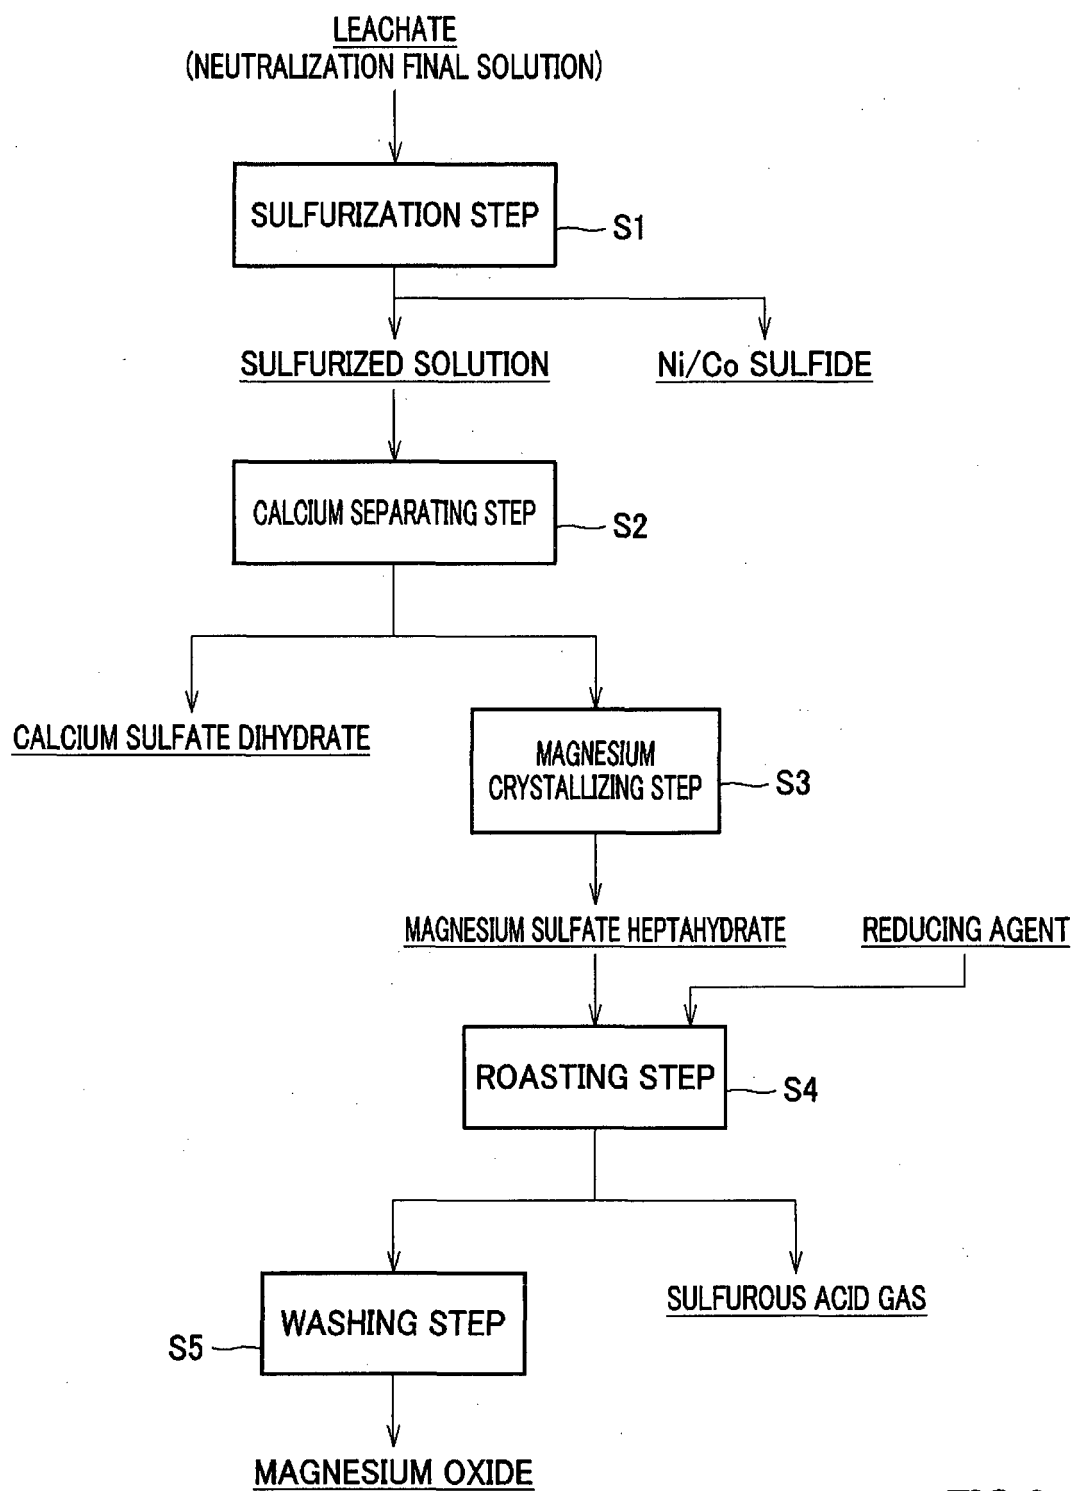 LEACHATE
(NEUTRALIZATION FINAL SOLUTION)
SULFURIZATION STEP
S1
SULFURIZED SOLUTION
Ni/Co SULFIDE
CALCIUM SEPARATING STEP
S2
CALCIUM SULFATE DIHYDRATE
MAGNESIUM
CRYSTALLIZING STEP
S3
MAGNESIUM SULFATE HEPTAHYDRATE
REDUCING AGENT
ROASTING STEP
S4
SULFUROUS ACID GAS
WASHING STEP
S5
MAGNESIUM OXIDE